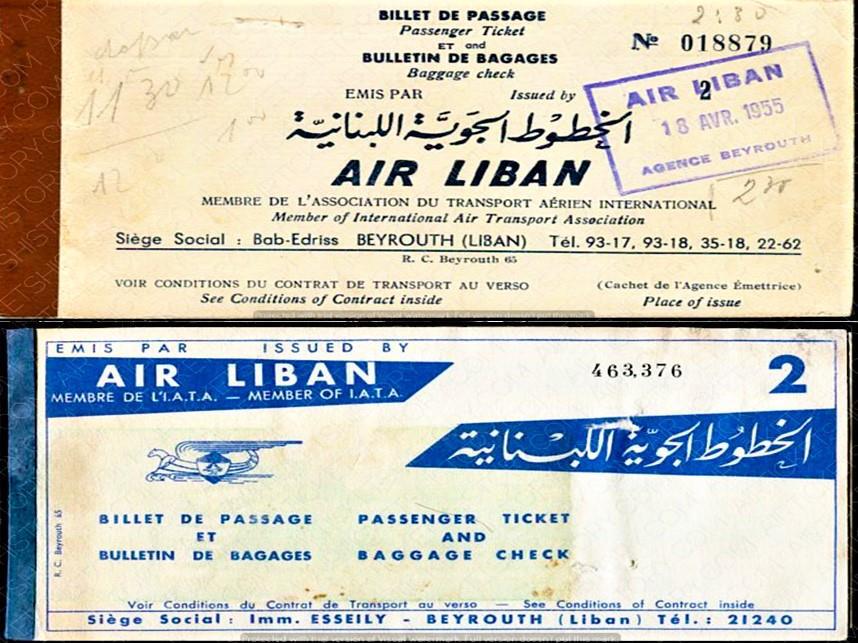 BILLET DE PASSAGE
Passenger Ticket
ET and
BULLETIN DE BAGAGES
Baggage check
EMIS PAR Issued by
Nº 018879
2
AIR LIBAN
18 AVR. 1955
AGENCE BEYROUTH
11 30
12
الخطوط الجوية اللبنانية
AIR LIBAN
MEMBRE DE L'ASSOCIATION DU TRANSPORT AÉRIEN INTERNATIONAL
Member of International Air Transport Association
Siège Social : Bab-Edriss BEYROUTH (LIBAN) Tél. 93-17, 93-18, 35-18, 22-62
R. C. Beyrouth 65
VOIR CONDITIONS DU CONTRAT DE TRANSPORT AU VERSO (Cachet de l'Agence Émettrice)
See Conditions of Contract inside Place of issue
EMIS PAR ISSUED BY
AIR LIBAN
MEMBRE DE L'I.A.T.A. — MEMBER OF I.A.T.A.
463,376
2
الخطوط الجوية اللبنانية
R. C. Beyrouth 65
BILLET DE PASSAGE PASSENGER TICKET
ET AND
BULLETIN DE BAGAGES BAGGAGE CHECK
Voir Conditions du Contrat de Transport au verso — See Conditions of Contract inside
Siège Social : Imm. ESSEILY - BEYROUTH (Liban) Tél. : 21240